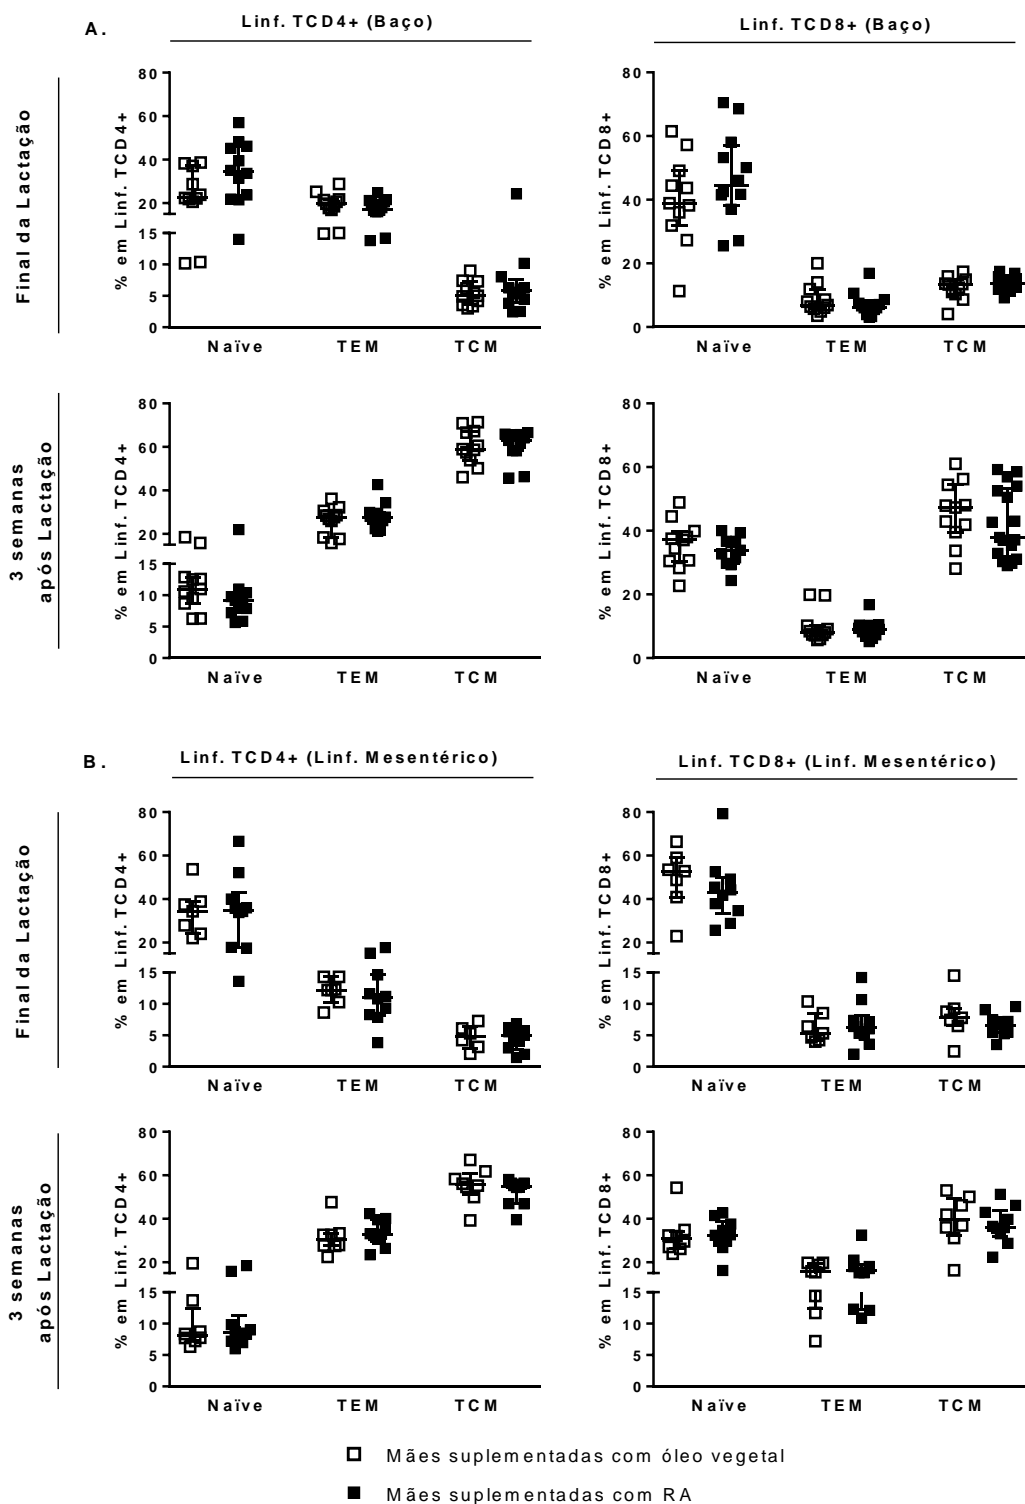 A.
Linf. TCD4+ (Baço)
Linf. TCD8+ (Baço)
Final da Lactação
% em Linf. TCD4+
80
60
40
20
15
10
5
0
Naïve TEM TCM
% em Linf. TCD8+
80
60
40
20
0
Naïve TEM TCM
3 semanas
após Lactação
% em Linf. TCD4+
80
60
40
20
15
10
5
0
Naïve TEM TCM
% em Linf. TCD8+
80
60
40
20
0
Naïve TEM TCM
B.
Linf. TCD4+ (Linf. Mesentérico)
Linf. TCD8+ (Linf. Mesentérico)
Final da Lactação
% em Linf. TCD4+
80
60
40
20
15
10
5
0
Naïve TEM TCM
% em Linf. TCD8+
80
60
40
20
15
10
5
0
Naïve TEM TCM
3 semanas
após Lactação
% em Linf. TCD4+
80
60
40
20
15
10
5
0
Naïve TEM TCM
% em Linf. TCD8+
80
60
40
20
15
10
5
0
Naïve TEM TCM
Mães suplementadas com óleo vegetal
Mães suplementadas com RA